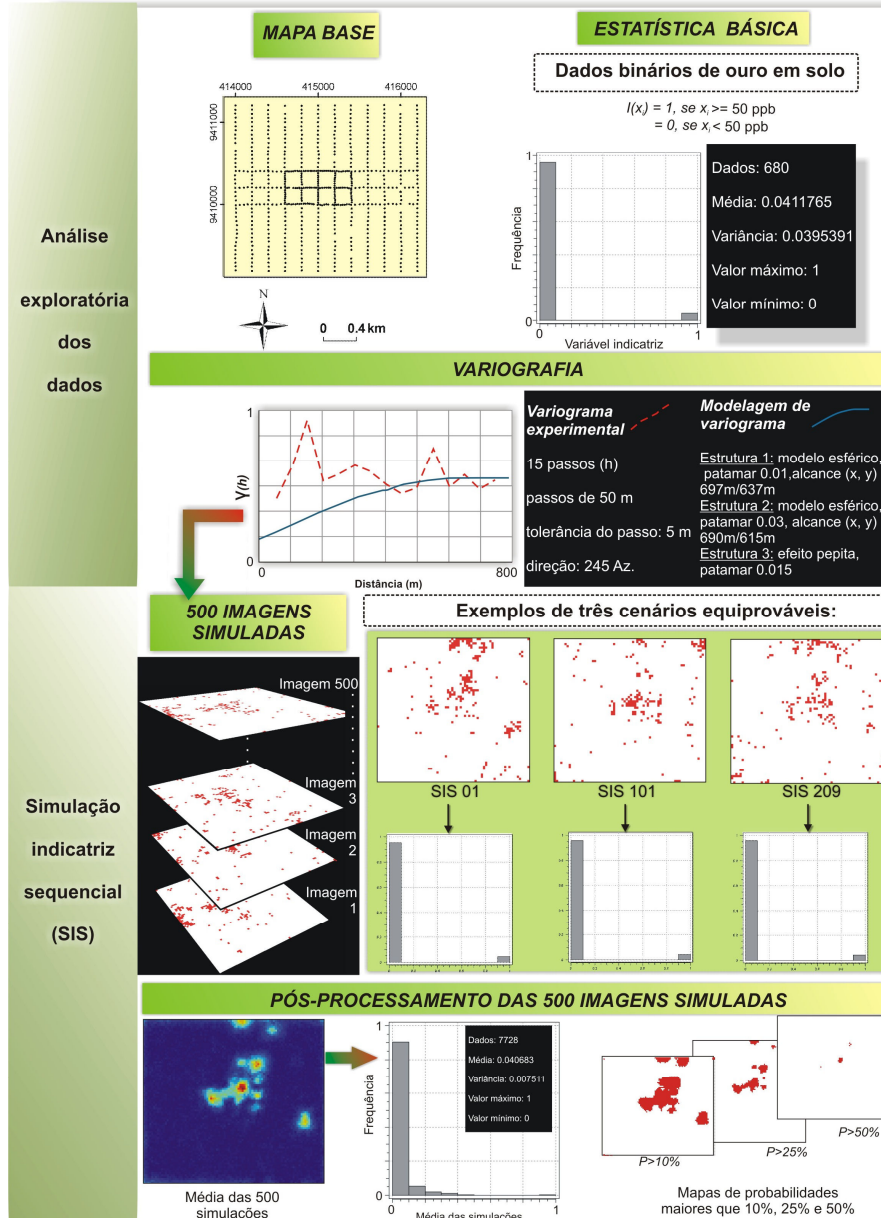 Análise
exploratória
dos
dados
MAPA BASE
414000 415000 416000
9411000
9410000
N
0 0.4 km
ESTATÍSTICA BÁSICA
Dados binários de ouro em solo
I(xᵢ) = 1, se xᵢ >= 50 ppb
= 0, se xᵢ < 50 ppb
Frequência
1
0
0 1
Variável indicatriz
Dados: 680
Média: 0.0411765
Variância: 0.0395391
Valor máximo: 1
Valor mínimo: 0
VARIOGRAFIA
1
γ(h)
0
0 800
Distância (m)
Variograma
experimental
15 passos (h)
passos de 50 m
tolerância do passo: 5 m
direção: 245 Az.
Modelagem de
variograma
Estrutura 1: modelo esférico,
patamar 0.01,alcance (x, y)
697m/637m
Estrutura 2: modelo esférico,
patamar 0.03, alcance (x, y)
690m/615m
Estrutura 3: efeito pepita,
patamar 0.015
Simulação
indicatriz
sequencial
(SIS)
500 IMAGENS
SIMULADAS
Imagem 500
Imagem
3
Imagem
2
Imagem
1
Exemplos de três cenários equiprováveis:
SIS 01 SIS 101 SIS 209
PÓS-PROCESSAMENTO DAS 500 IMAGENS SIMULADAS
Média das 500
simulações
Frequência
1
0
0 1
Média das simulações
Dados: 7728
Média: 0.040683
Variância: 0.007511
Valor máximo: 1
Valor mínimo: 0
P>10%
P>25%
P>50%
Mapas de probabilidades
maiores que 10%, 25% e 50%